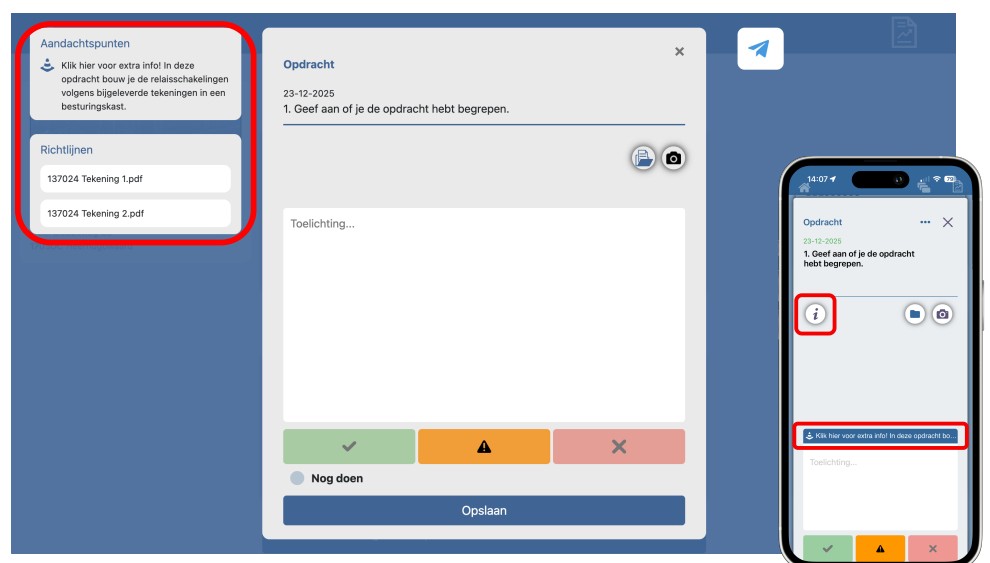 Aandachtspunten
Klik hier voor extra info! In deze
opdracht bouw je de relaisschakelingen
volgens bijgeleverde tekeningen in een
besturingskast.
Richtlijnen
137024 Tekening 1.pdf
137024 Tekening 2.pdf
Opdracht
23-12-2025
1. Geef aan of je de opdracht hebt begrepen.
Toelichting...
Nog doen
Opslaan
14:07
Opdracht
23-12-2025
1. Geef aan of je de opdracht
hebt begrepen.
i
Klik hier voor extra info! In deze opdracht bo...
Toelichting...